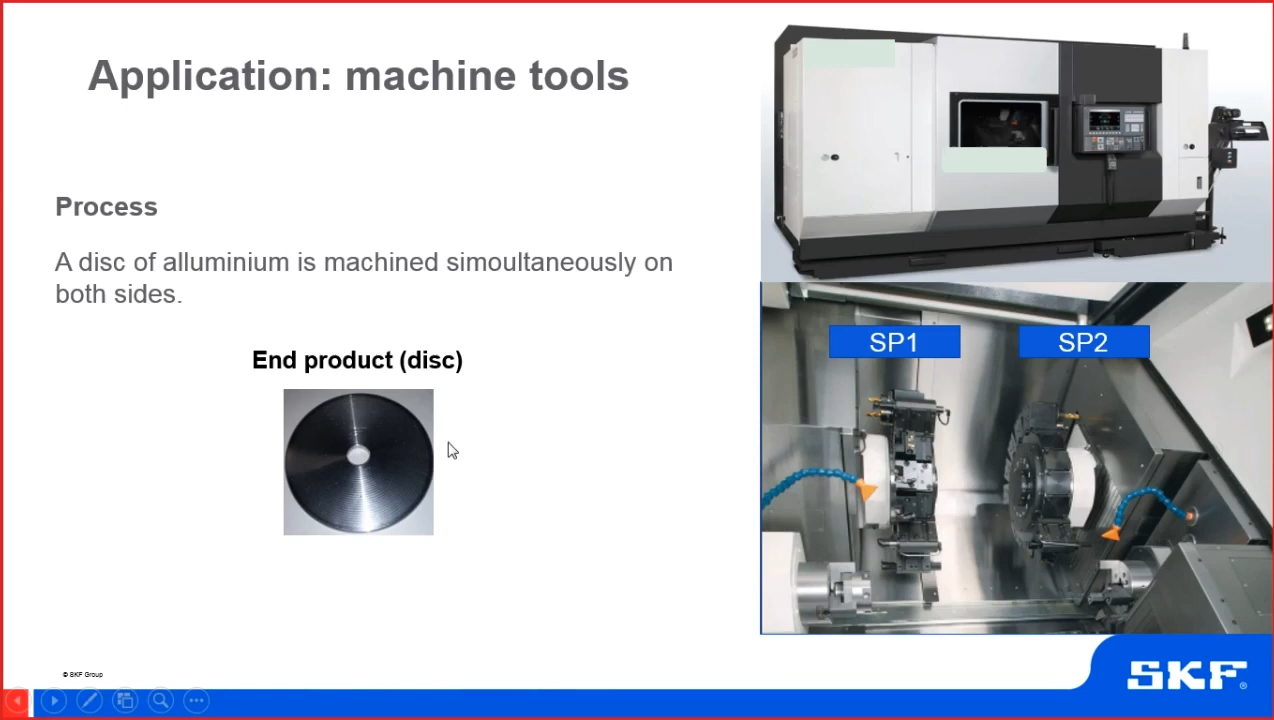 Application: machine tools
Process
A disc of alluminium is machined simoultaneously on
both sides.
End product (disc)
SP1
SP2
© SKF Group
SKF®